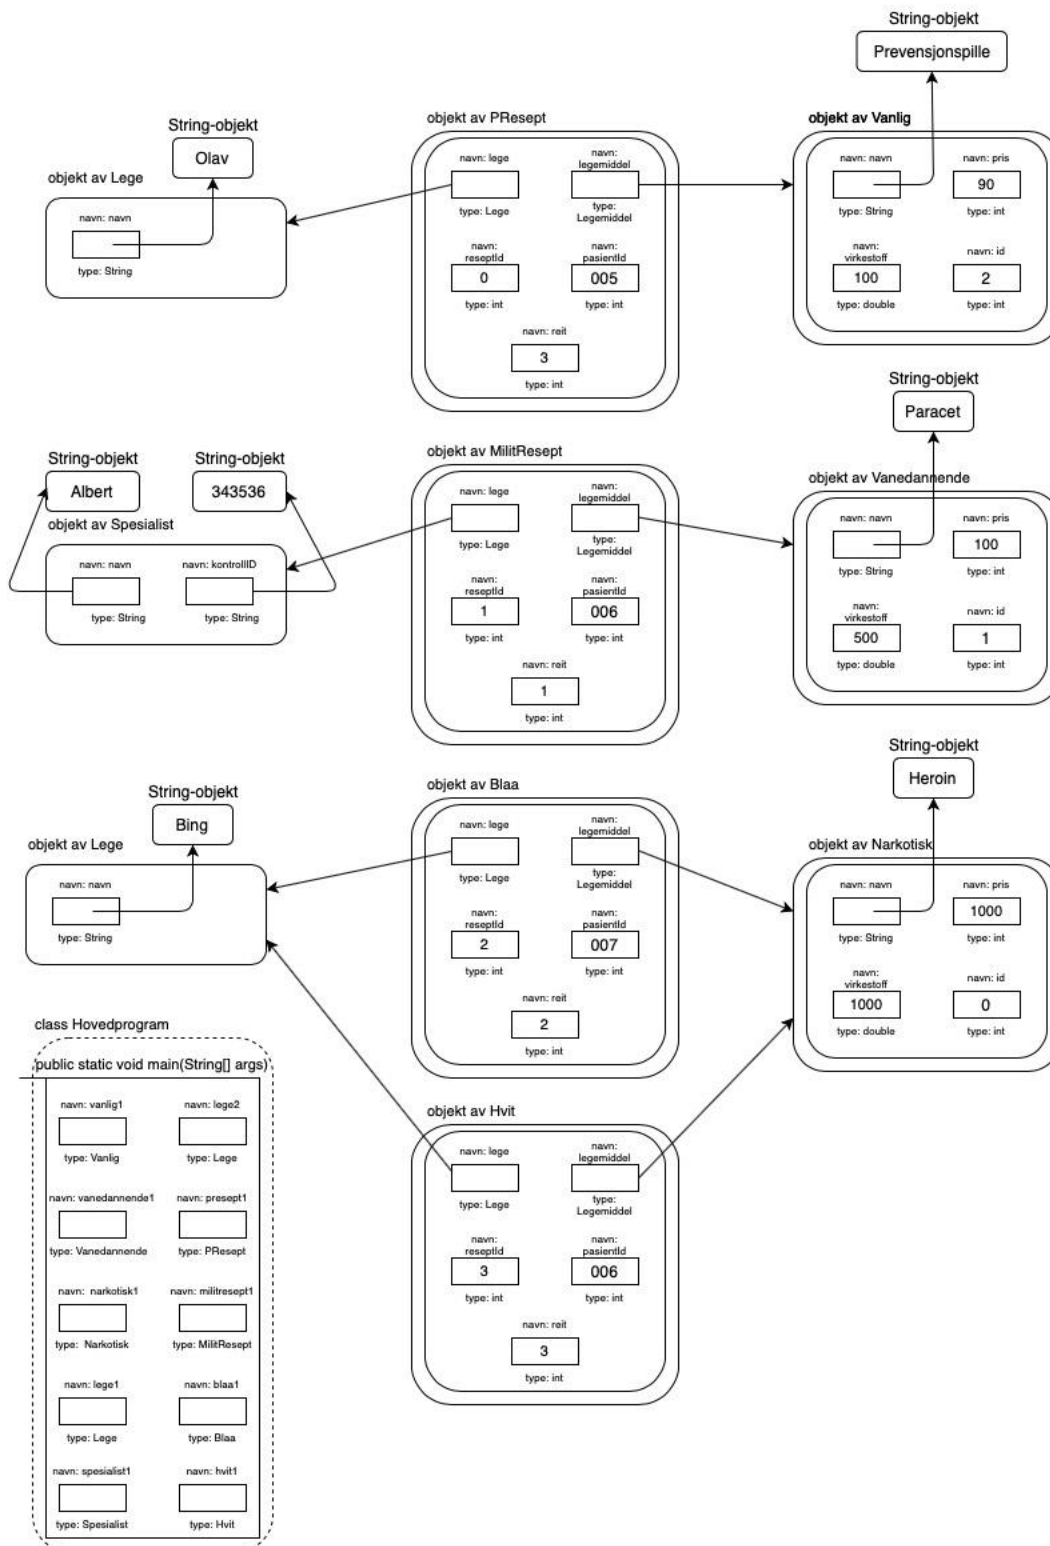 String-objekt
Prevensjonspille
objekt av PResept
objekt av Vanlig
String-objekt
Olav
objekt av Lege
navn: navn
type: String
navn: lege
type: Lege
navn:
legemiddel
type:
Legemiddel
navn:
reseptId
0
type: int
navn:
pasientId
005
type: int
navn: reit
3
type: int
navn: navn
type: String
navn: pris
90
type: int
navn:
virkestoff
100
type: double
navn: id
2
type: int
String-objekt
Paracet
String-objekt
Albert
String-objekt
343536
objekt av Spesialist
navn: navn
type: String
navn: kontrollID
type: String
objekt av MilitResept
navn: lege
type: Lege
navn:
legemiddel
type:
Legemiddel
navn:
reseptId
1
type: int
navn:
pasientId
006
type: int
navn: reit
1
type: int
objekt av Vanedannende
navn: navn
type: String
navn: pris
100
type: int
navn:
virkestoff
500
type: double
navn: id
1
type: int
String-objekt
Heroin
String-objekt
Bing
objekt av Lege
navn: navn
type: String
objekt av Blaa
navn: lege
type: Lege
navn:
legemiddel
type:
Legemiddel
navn:
reseptId
2
type: int
navn:
pasientId
007
type: int
navn: reit
2
type: int
objekt av Narkotisk
navn: navn
type: String
navn: pris
1000
type: int
navn:
virkestoff
1000
type: double
navn: id
0
type: int
class Hovedprogram
public static void main(String[] args)
navn: vanlig1
type: Vanlig
navn: lege2
type: Lege
navn: vanedannende1
type: Vanedannende
navn: presept1
type: PResept
navn: narkotisk1
type: Narkotisk
navn: militresept1
type: MilitResept
navn: lege1
type: Lege
navn: blaa1
type: Blaa
navn: spesialist1
type: Spesialist
navn: hvit1
type: Hvit
objekt av Hvit
navn: lege
type: Lege
navn:
legemiddel
type:
Legemiddel
navn:
reseptId
3
type: int
navn:
pasientId
006
type: int
navn: reit
3
type: int